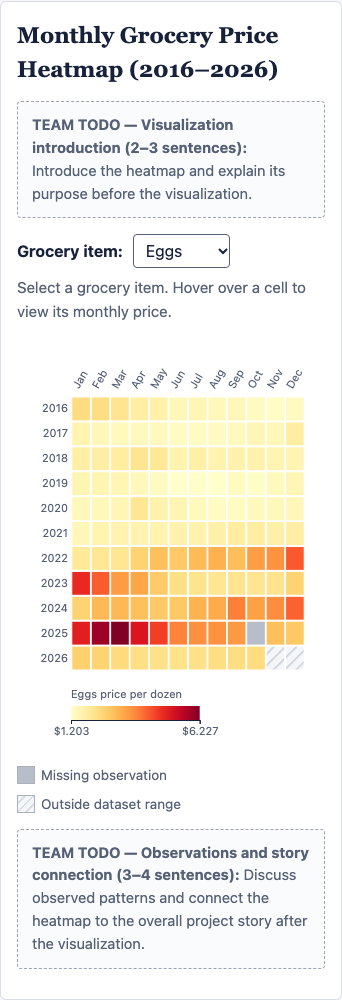 Monthly Grocery Price
Heatmap (2016–2026)
TEAM TODO — Visualization
introduction (2–3 sentences):
Introduce the heatmap and explain its
purpose before the visualization.
Grocery item: Eggs
Select a grocery item. Hover over a cell to
view its monthly price.
Jan Feb Mar Apr May Jun Jul Aug Sep Oct Nov Dec
2016
2017
2018
2019
2020
2021
2022
2023
2024
2025
2026
Eggs price per dozen
$1.203 $6.227
Missing observation
Outside dataset range
TEAM TODO — Observations and story
connection (3–4 sentences): Discuss
observed patterns and connect the
heatmap to the overall project story after
the visualization.